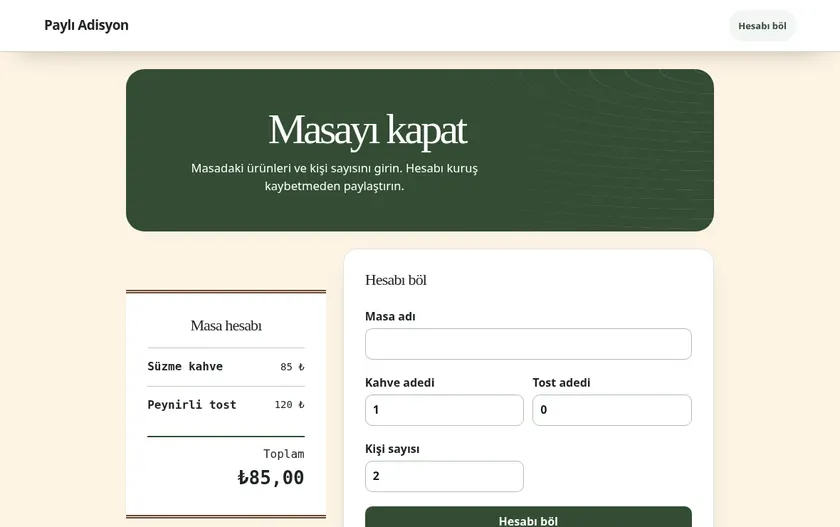 Paylı Adisyon
Hesabı böl
Masayı kapat
Masadaki ürünleri ve kişi sayısını girin. Hesabı kuruş
kaybetmeden paylaştırın.
Masa hesabı
Süzme kahve 85 ₺
Peynirli tost 120 ₺
Toplam
₺85,00
Hesabı böl
Masa adı
Kahve adedi Tost adedi
1 0
Kişi sayısı
2
Hesabı böl